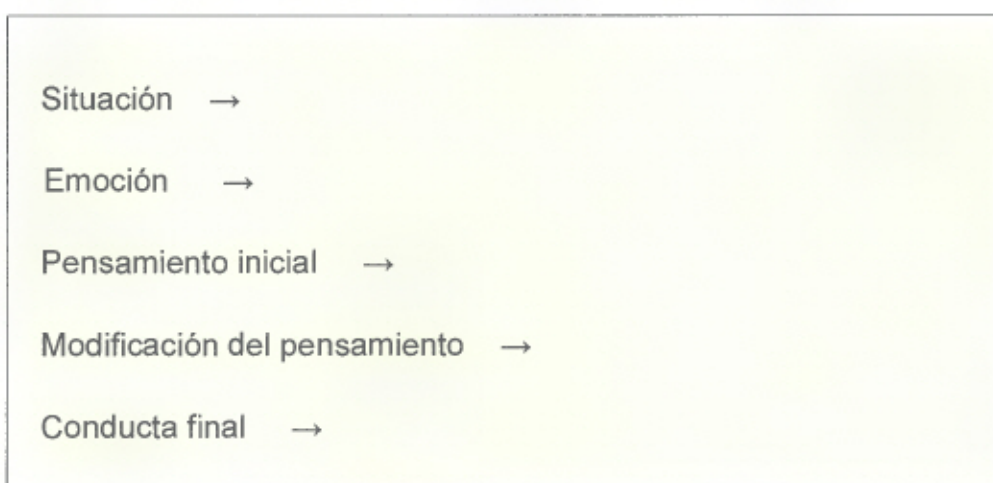 Situación →
Emoción →
Pensamiento inicial →
Modificación del pensamiento →
Conducta final →